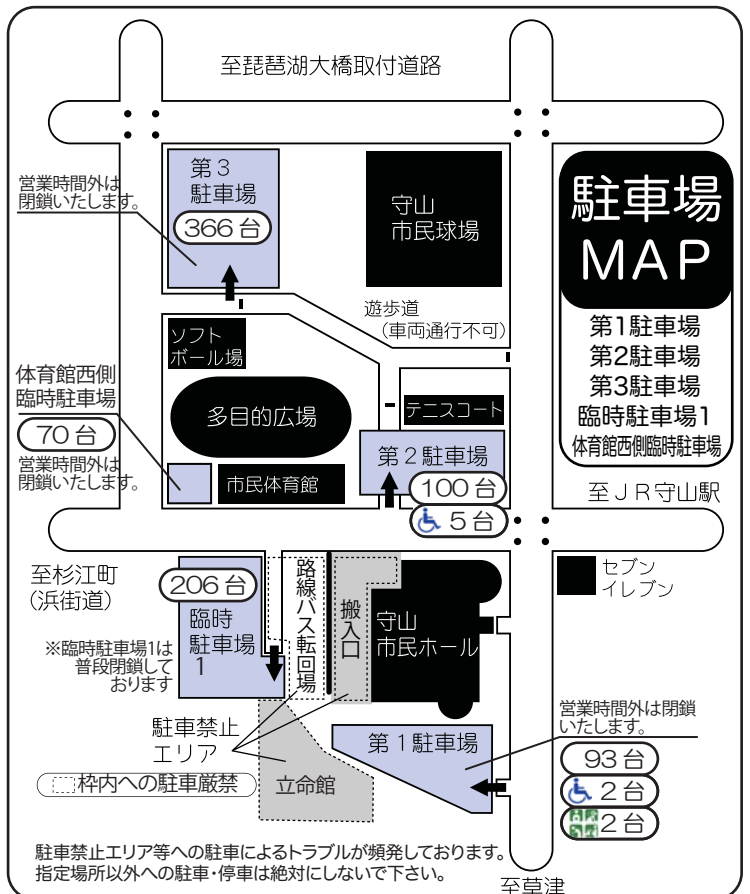 至琵琶湖大橋取付道路
営業時間外は
閉鎖いたします。
第3
駐車場
366台
守山
市民球場
駐車場
MAP
第1駐車場
第2駐車場
第3駐車場
臨時駐車場1
体育館西側臨時駐車場
遊歩道
(車両通行不可)
ソフト
ボール場
体育館西側
臨時駐車場
70台
営業時間外は
閉鎖いたします。
多目的広場
テニスコート
市民体育館
第2駐車場
100台
5台
至JR守山駅
至杉江町
(浜街道)
206台
臨時
駐車場
1
※臨時駐車場1は
普段閉鎖して
おります
路線バス転回場
搬入口
守山
市民ホール
セブン
イレブン
駐車禁止
エリア
枠内への駐車厳禁
立命館
第1駐車場
営業時間外は閉鎖
いたします。
93台
2台
2台
駐車禁止エリア等への駐車によるトラブルが頻発しております。
指定場所以外への駐車・停車は絶対にしないで下さい。
至草津